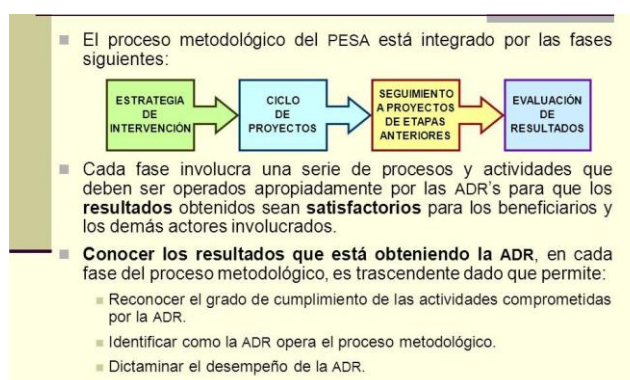 El proceso metodológico del PESA está integrado por las fases
siguientes:
ESTRATEGIA
DE
INTERVENCIÓN
CICLO
DE
PROYECTOS
SEGUIMIENTO
A PROYECTOS
DE ETAPAS
ANTERIORES
EVALUACIÓN
DE
RESULTADOS
Cada fase involucra una serie de procesos y actividades que
deben ser operados apropiadamente por las ADR's para que los
resultados obtenidos sean satisfactorios para los beneficiarios y
los demás actores involucrados.
Conocer los resultados que está obteniendo la ADR, en cada
fase del proceso metodológico, es trascendente dado que permite:
Reconocer el grado de cumplimiento de las actividades comprometidas
por la ADR.
Identificar como la ADR opera el proceso metodológico.
Dictaminar el desempeño de la ADR.